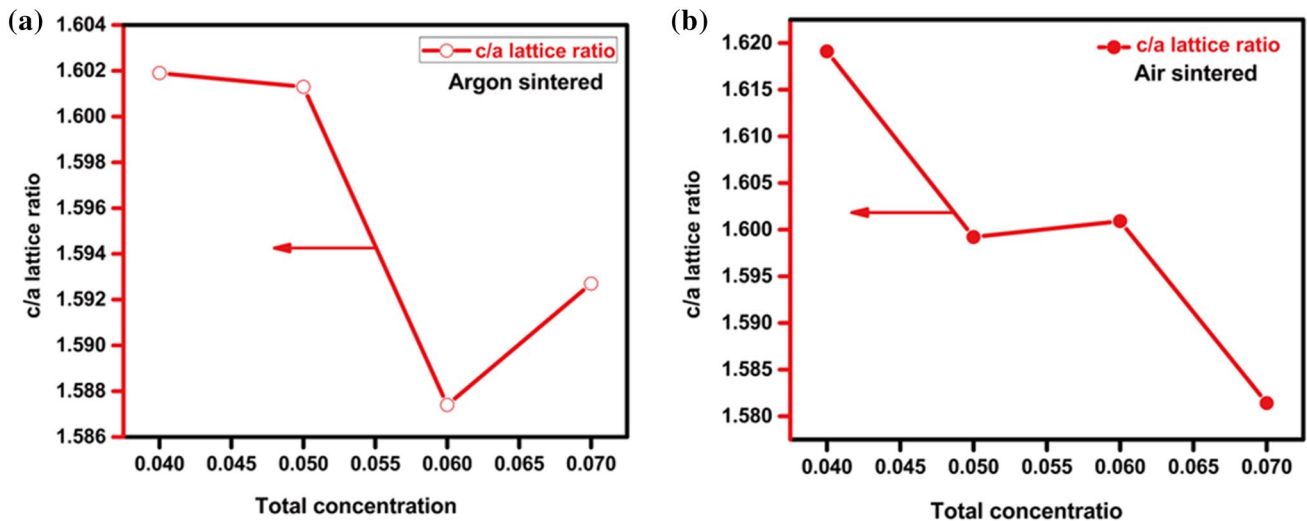 (a)
1.604
1.602
1.600
1.598
1.596
1.594
1.592
1.590
1.588
1.586
c/a lattice ratio
c/a lattice ratio
Argon sintered
0.040 0.045 0.050 0.055 0.060 0.065 0.070
Total concentration
(b)
1.620
1.615
1.610
1.605
1.600
1.595
1.590
1.585
1.580
c/a lattice ratio
c/a lattice ratio
Air sintered
0.040 0.045 0.050 0.055 0.060 0.065 0.070
Total concentratio